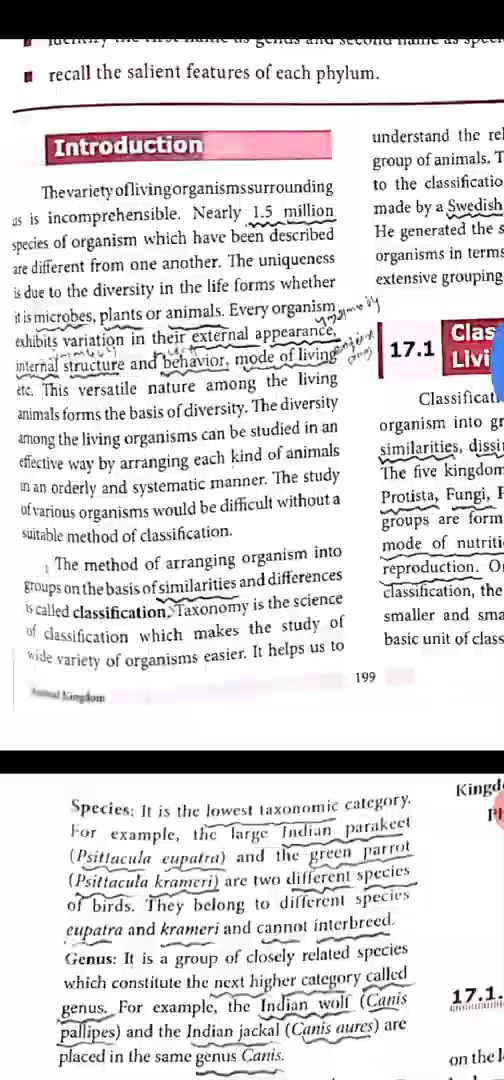 recall the salient features of each phylum.
Introduction
The variety of living organisms surrounding
us is incomprehensible. Nearly 1.5 million
species of organism which have been described
are different from one another. The uniqueness
is due to the diversity in the life forms whether
it is microbes, plants or animals. Every organism
exhibits variation in their external appearance,
internal structure and behavior, mode of living
etc. This versatile nature among the living
animals forms the basis of diversity. The diversity
among the living organisms can be studied in an
effective way by arranging each kind of animals
in an orderly and systematic manner. The study
of various organisms would be difficult without a
suitable method of classification.
The method of arranging organism into
groups on the basis of similarities and differences
is called classification. Taxonomy is the science
of classification which makes the study of
wide variety of organisms easier. It helps us to
understand the
group of animals.
to the
made by a Swedish
He generated the
organisms in terms
extensive grouping
17.1
organism into
similarities,
The five kingdom
Protista, Fungi,
groups are form
mode of
reproduction.
classification, the
smaller and
basic unit of class
199
Animal Kingdom
Species: It is the lowest taxonomic category.
For example, the large Indian parakeet
(Psittacula eupatra) and the green parrot
(Psittacula krameri) are two different species
of birds. They belong to different species
eupatra and krameri and cannot interbreed.
Genus: It is a group of closely related species
which constitute the next higher category called
genus. For example, the Indian wolf (Canis
pallipes) and the Indian jackal (Canis aures) are
placed in the same genus Canis.
17.1.
on the